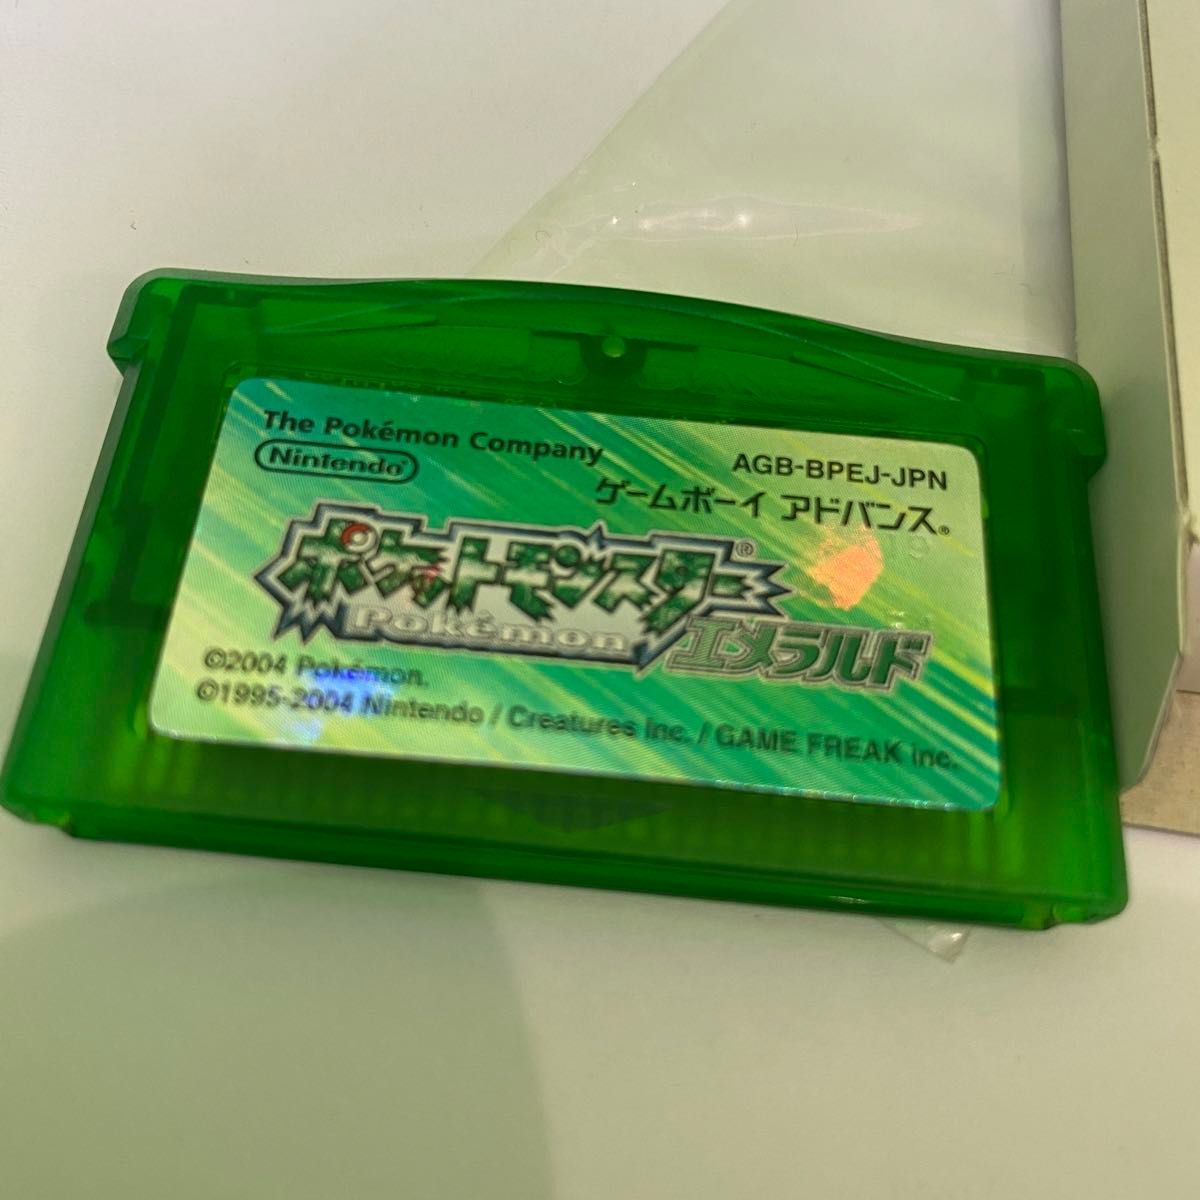 The Pokémon Company
Nintendo®
AGB-BPEJ-JPN
ゲームボーイ アドバンス®
ポケットモンスター®
Pokémon
エメラルド
©2004 Pokémon.
©1995-2004 Nintendo / Creatures Inc. / GAME FREAK inc.